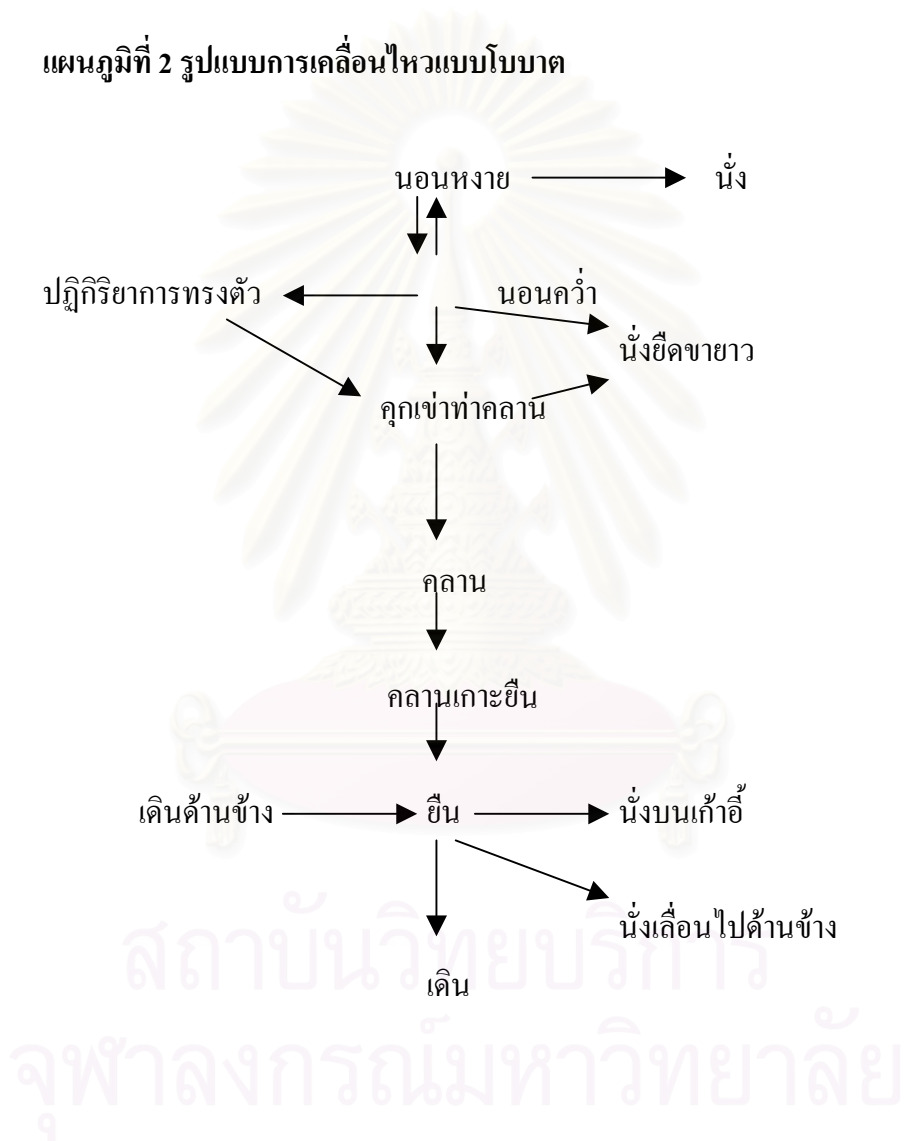 แผนภูมิที่ 2 รูปแบบการเคลื่อนไหวแบบโบบาต
นอนหงาย นั่ง
ปฏิกิริยาการทรงตัว นอนคว่ำ
นั่งยืดขายาว
คุกเข่าท่าคลาน
คลาน
คลานเกาะยืน
เดินด้านข้าง ยืน นั่งบนเก้าอี้
นั่งเลื่อนไปด้านข้าง
สถาบันวิทยบริการ
เดิน
จุฬาลงกรณ์มหาวิทยาลัย